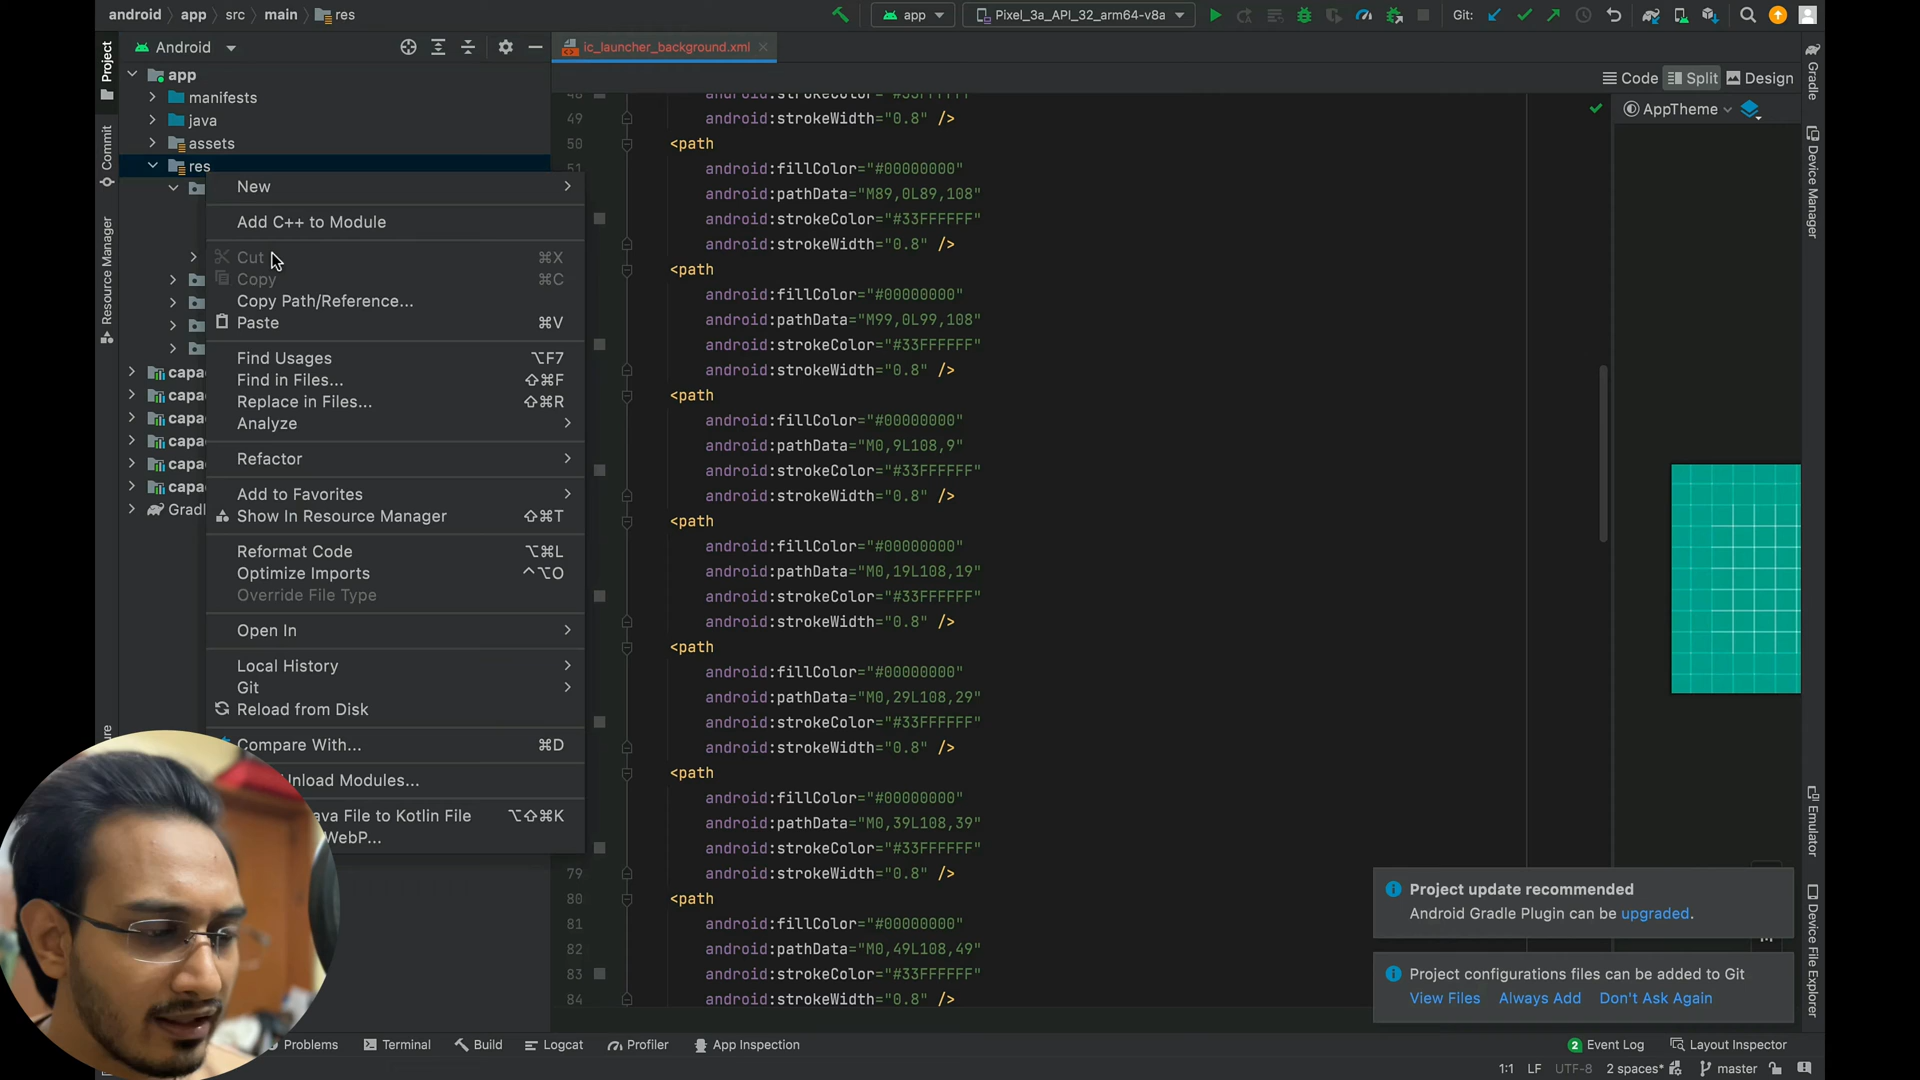 android app src main res
app Pixel_3a_API_32_arm64-v8a Git:
Android
ic_launcher_background.xml
Project
Commit
Resource Manager
app
manifests
java
assets
res
capa
capa
capa
capa
capa
capa
Gradl
New
Add C++ to Module
Cut ⌘X
Copy ⌘C
Copy Path/Reference...
Paste ⌘V
Find Usages ⌥F7
Find in Files... ⇧⌘F
Replace in Files... ⇧⌘R
Analyze
Refactor
Add to Favorites
Show In Resource Manager ⇧⌘T
Reformat Code ⌥⌘L
Optimize Imports ^⌥O
Override File Type
Open In
Local History
Git
Reload from Disk
Compare With... ⌘D
Unload Modules...
ava File to Kotlin File ⌥⇧⌘K
WebP...
Code Split Design
AppTheme
android:strokeColor="#33FFFFFF"
49 android:strokeWidth="0.8" />
50 <path
51 android:fillColor="#00000000"
android:pathData="M89,0L89,108"
android:strokeColor="#33FFFFFF"
android:strokeWidth="0.8" />
<path
android:fillColor="#00000000"
android:pathData="M99,0L99,108"
android:strokeColor="#33FFFFFF"
android:strokeWidth="0.8" />
<path
android:fillColor="#00000000"
android:pathData="M0,9L108,9"
android:strokeColor="#33FFFFFF"
android:strokeWidth="0.8" />
<path
android:fillColor="#00000000"
android:pathData="M0,19L108,19"
android:strokeColor="#33FFFFFF"
android:strokeWidth="0.8" />
<path
android:fillColor="#00000000"
android:pathData="M0,29L108,29"
android:strokeColor="#33FFFFFF"
android:strokeWidth="0.8" />
<path
android:fillColor="#00000000"
android:pathData="M0,39L108,39"
android:strokeColor="#33FFFFFF"
79 android:strokeWidth="0.8" />
80 <path
81 android:fillColor="#00000000"
82 android:pathData="M0,49L108,49"
83 android:strokeColor="#33FFFFFF"
84 android:strokeWidth="0.8" />
Gradle
Device Manager
Emulator
Device File Explorer
Project update recommended
Android Gradle Plugin can be upgraded.
Project configurations files can be added to Git
View Files Always Add Don't Ask Again
Problems Terminal Build Logcat Profiler App Inspection
2 Event Log Layout Inspector
1:1 LF UTF-8 2 spaces* master